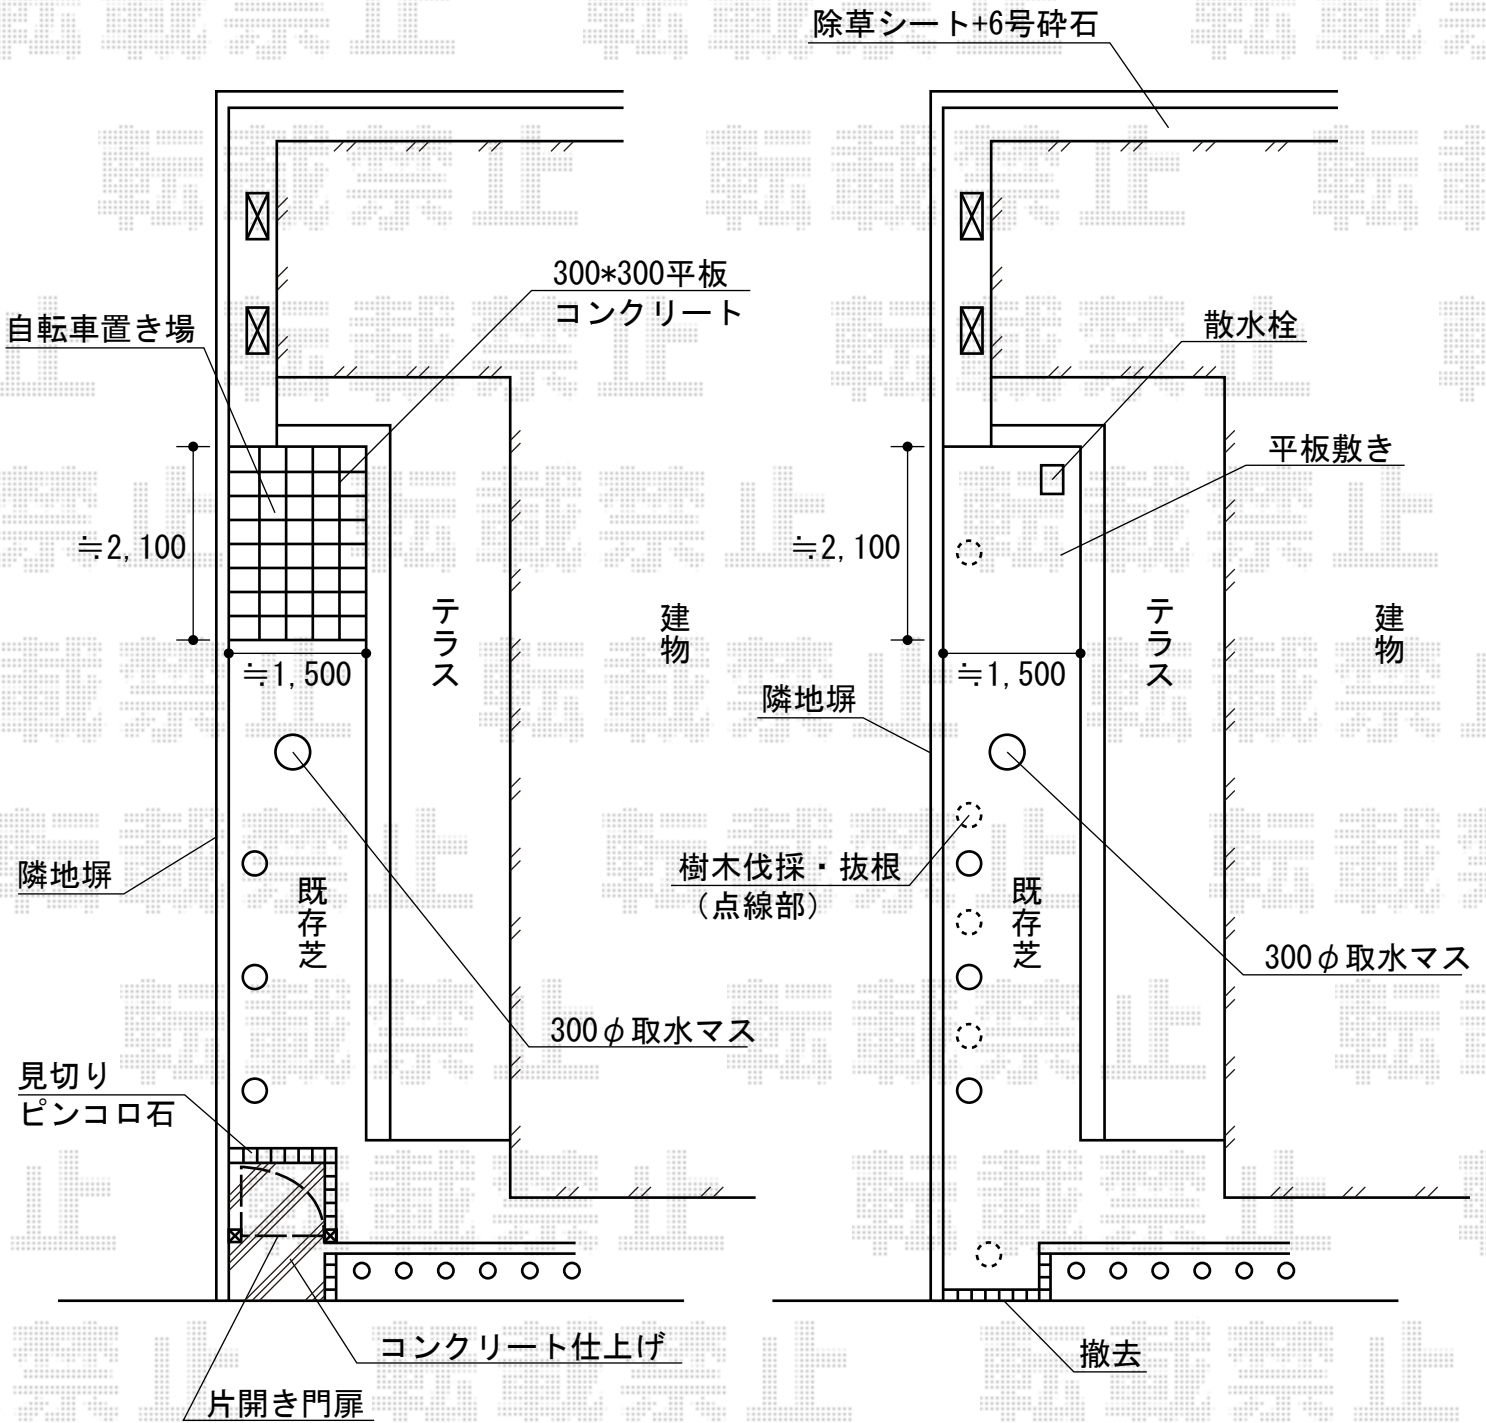 除草シート+6号砕石
300*300平板
コンクリート
自転車置き場
散水栓
平板敷き
≒2,100
≒2,100
テラス
建物
テラス
建物
≒1,500
≒1,500
隣地塀
隣地塀
樹木伐採・抜根
（点線部）
既存芝
既存芝
300φ取水マス
300φ取水マス
見切り
ピンコロ石
コンクリート仕上げ
撤去
片開き門扉
転載禁止